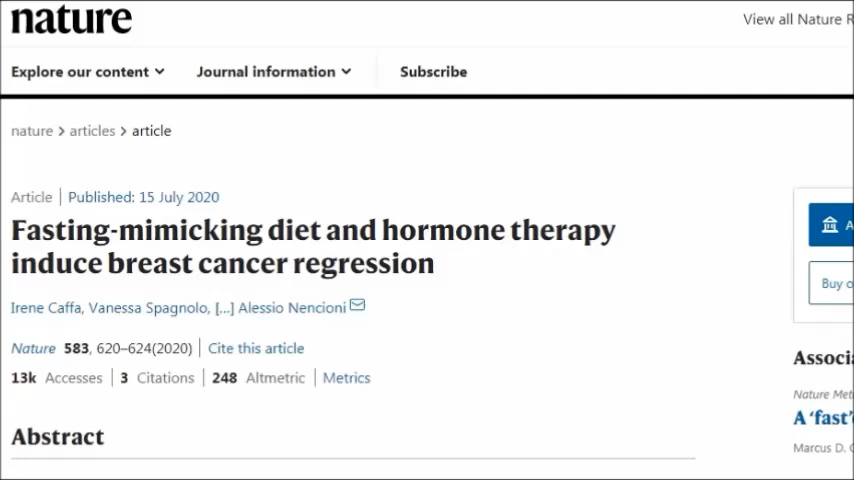 nature
View all Nature R
Explore our content
Journal information
Subscribe
nature > articles > article
Article | Published: 15 July 2020
Fasting-mimicking diet and hormone therapy
induce breast cancer regression
Irene Caffa, Vanessa Spagnolo, [...] Alessio Nencioni
Nature 583, 620–624(2020) | Cite this article
13k Accesses | 3 Citations | 248 Altmetric | Metrics
Abstract
A
Buy o
Associa
Nature Met
A ‘fast’
Marcus D. G